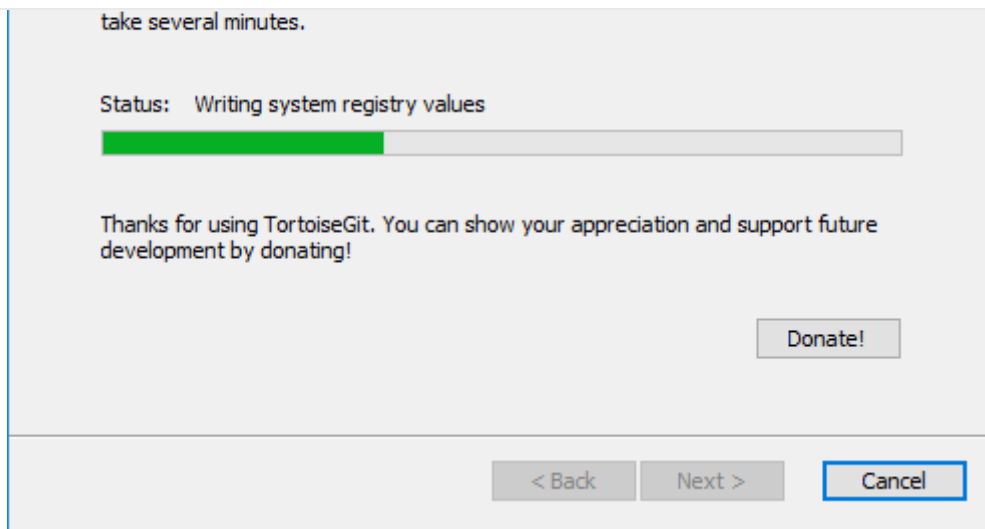 take several minutes.
Status: Writing system registry values
Thanks for using TortoiseGit. You can show your appreciation and support future
development by donating!
Donate!
< Back Next > Cancel